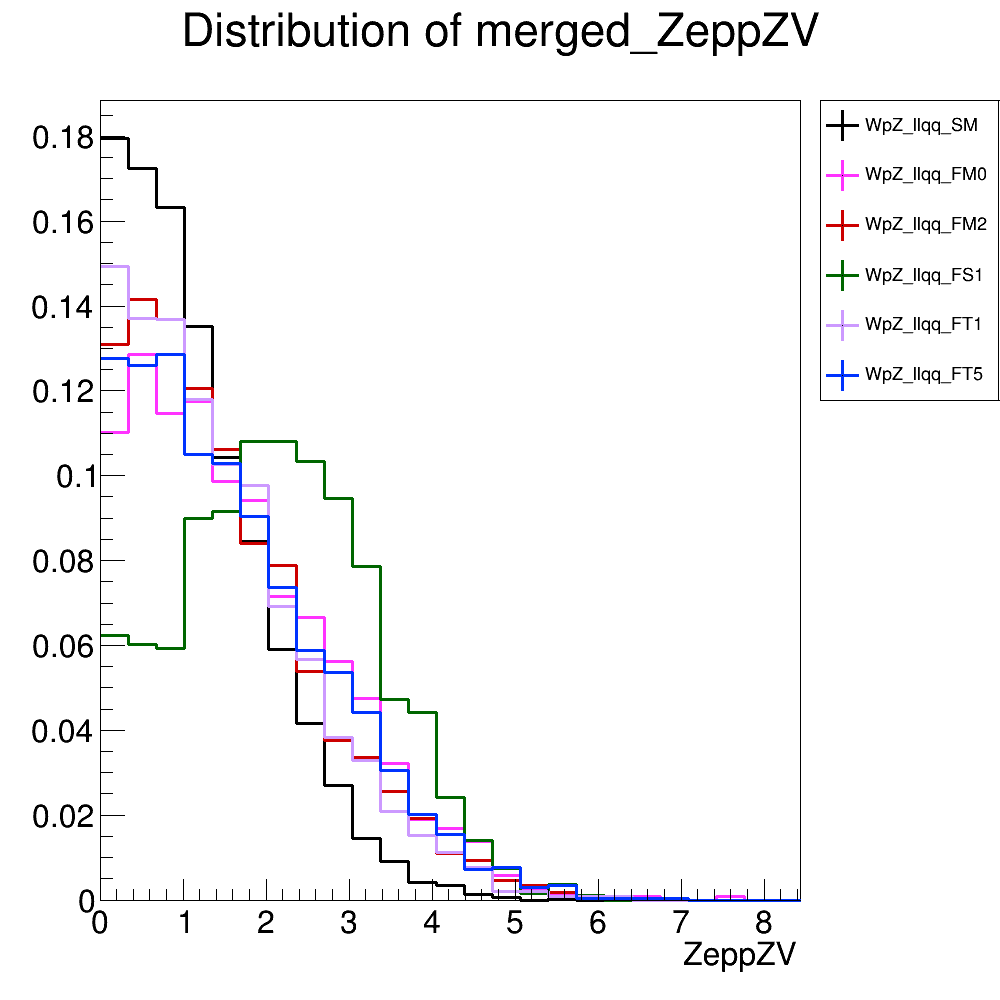 Distribution of merged_ZeppZV
0.18
0.16
0.14
0.12
0.1
0.08
0.06
0.04
0.02
0
0 1 2 3 4 5 6 7 8
ZeppZV
WpZ_llqq_SM
WpZ_llqq_FM0
WpZ_llqq_FM2
WpZ_llqq_FS1
WpZ_llqq_FT1
WpZ_llqq_FT5